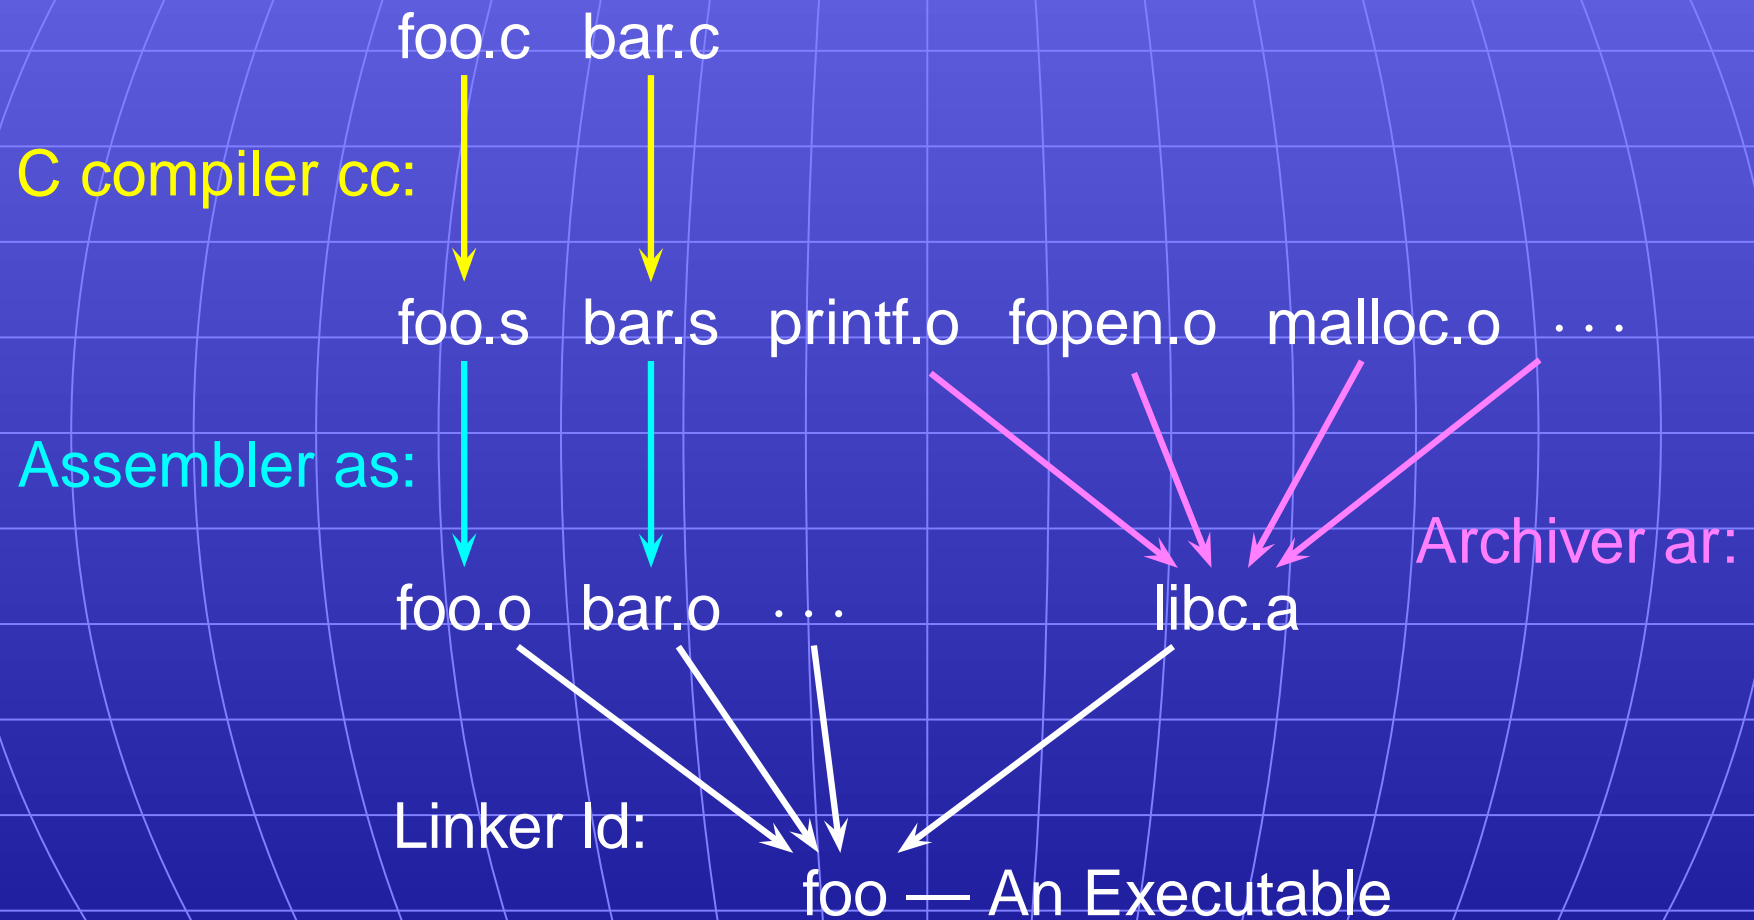 foo.c bar.c
C compiler cc:
foo.s bar.s printf.o fopen.o malloc.o · · ·
Assembler as:
Archiver ar:
foo.o bar.o · · · libc.a
Linker ld:
foo — An Executable